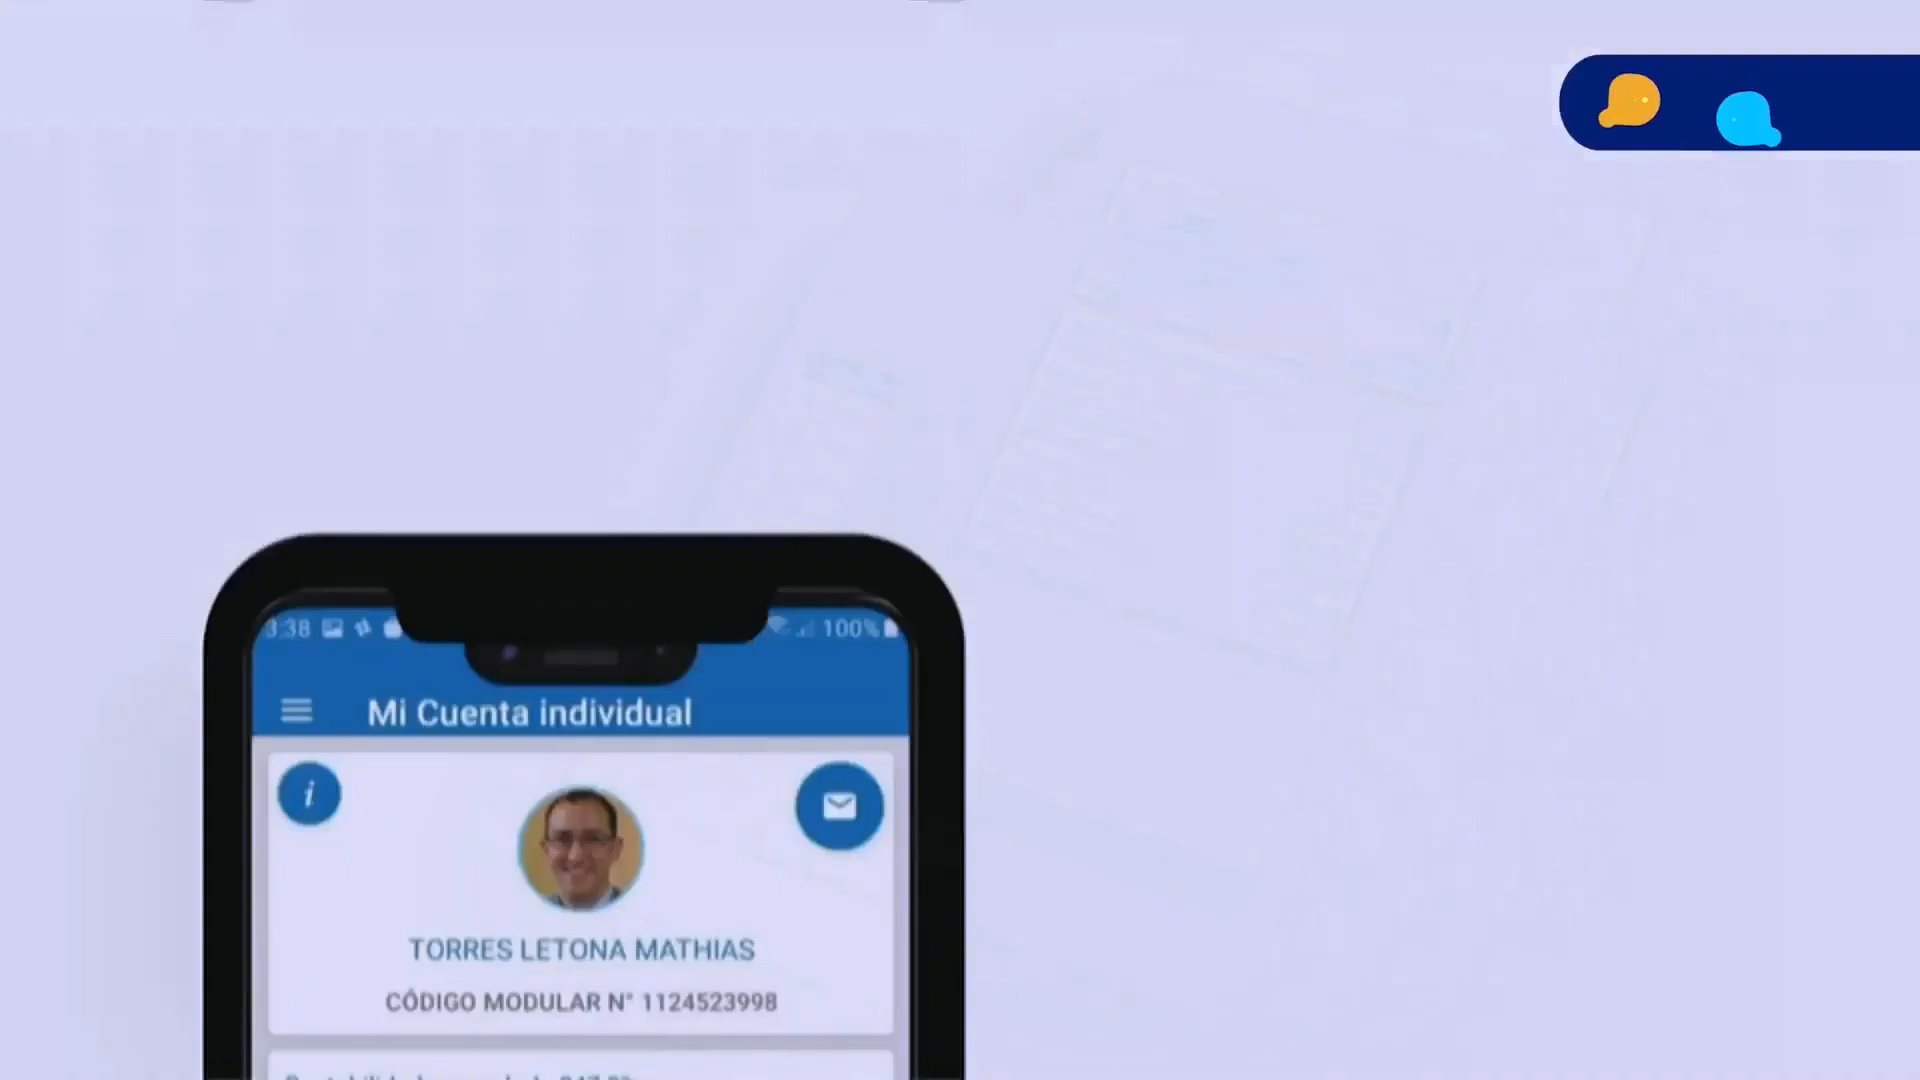 3:38
100%
Mi Cuenta individual
i
TORRES LETONA MATHIAS
CÓDIGO MODULAR N° 1124523998